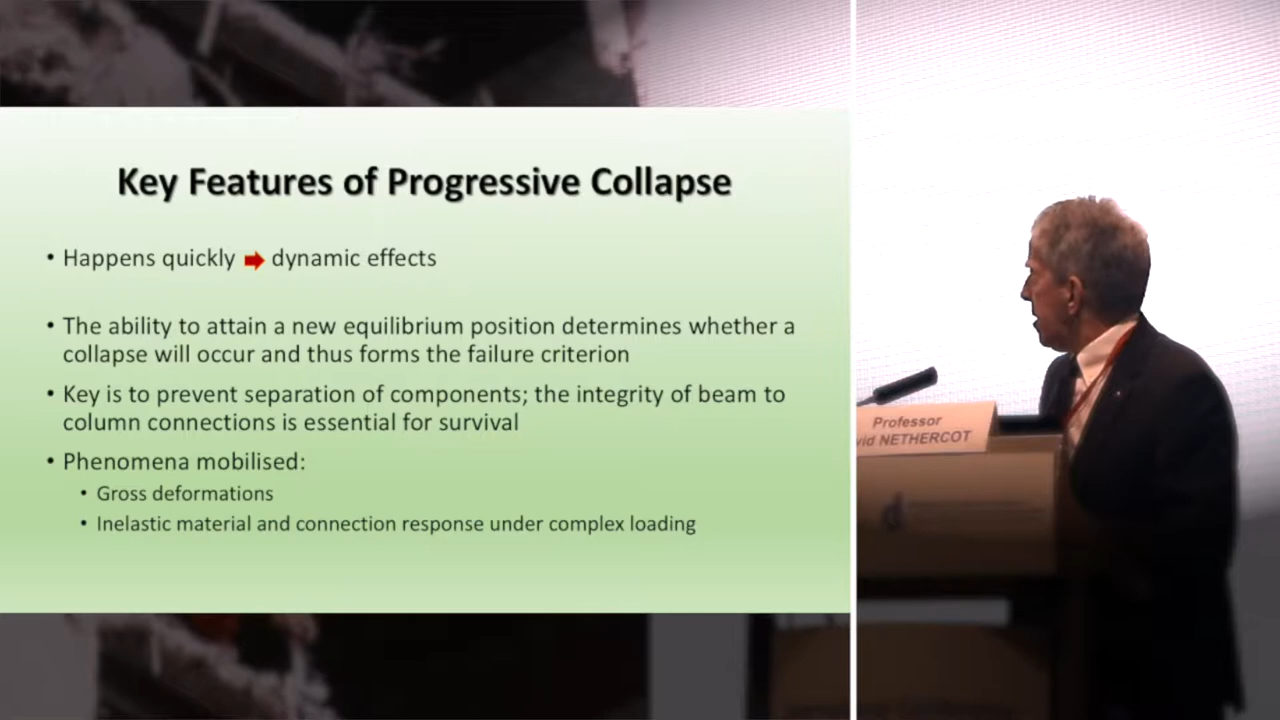 Key Features of Progressive Collapse
• Happens quickly ➡ dynamic effects
• The ability to attain a new equilibrium position determines whether a
collapse will occur and thus forms the failure criterion
• Key is to prevent separation of components; the integrity of beam to
column connections is essential for survival
• Phenomena mobilised:
• Gross deformations
• Inelastic material and connection response under complex loading
Professor
vid NETHERCOT